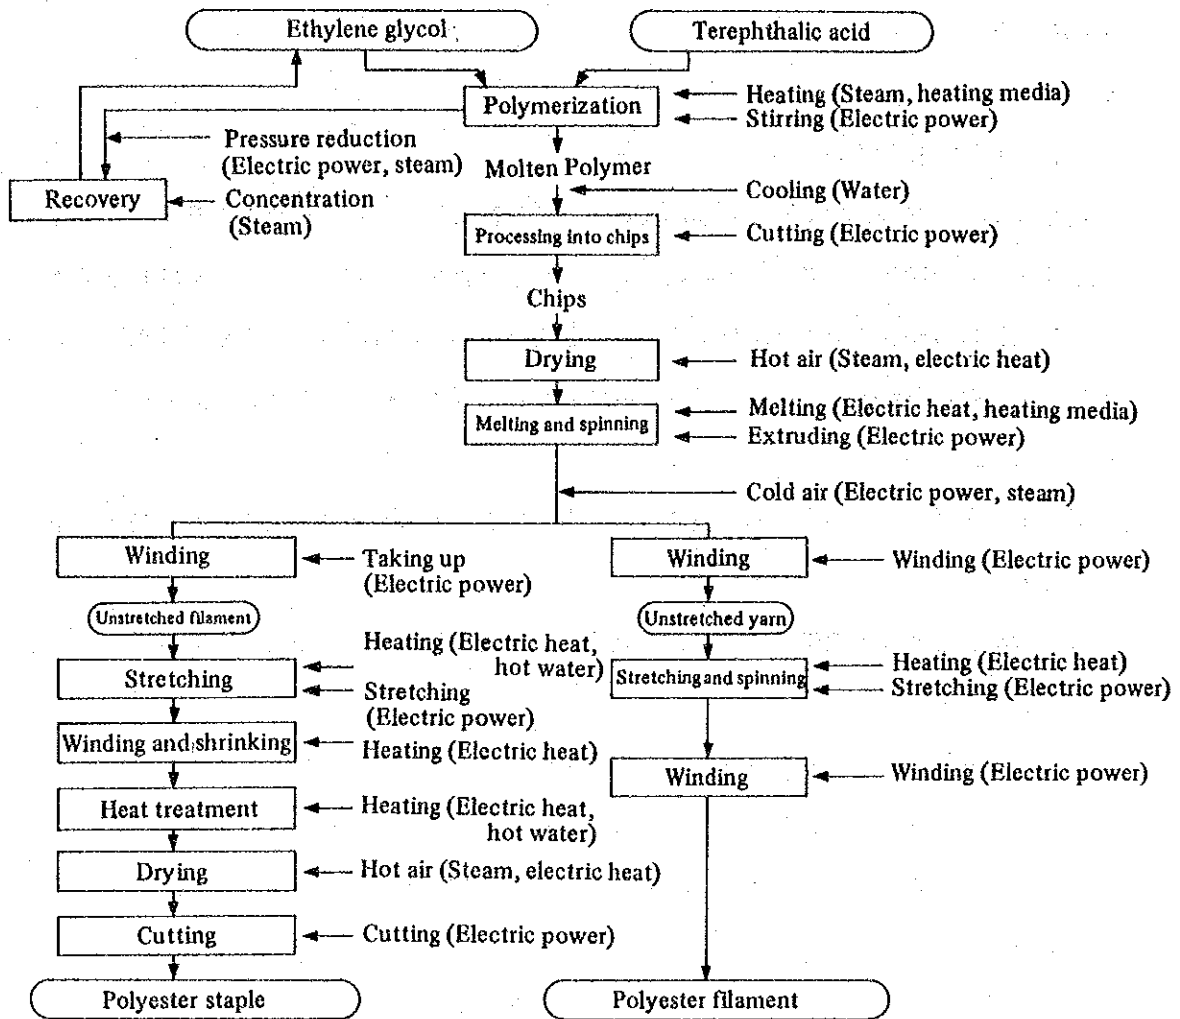 Ethylene glycol
Terephthalic acid
Polymerization
Heating (Steam, heating media)
Stirring (Electric power)
Pressure reduction
(Electric power, steam)
Molten Polymer
Recovery
Concentration
(Steam)
Cooling (Water)
Processing into chips
Cutting (Electric power)
Chips
Drying
Hot air (Steam, electric heat)
Melting and spinning
Melting (Electric heat, heating media)
Extruding (Electric power)
Cold air (Electric power, steam)
Winding
Taking up
(Electric power)
Winding
Winding (Electric power)
Unstretched filament
Unstretched yarn
Stretching
Heating (Electric heat,
hot water)
Stretching
(Electric power)
Stretching and spinning
Heating (Electric heat)
Stretching (Electric power)
Winding and shrinking
Heating (Electric heat)
Winding
Winding (Electric power)
Heat treatment
Heating (Electric heat,
hot water)
Drying
Hot air (Steam, electric heat)
Cutting
Cutting (Electric power)
Polyester staple
Polyester filament